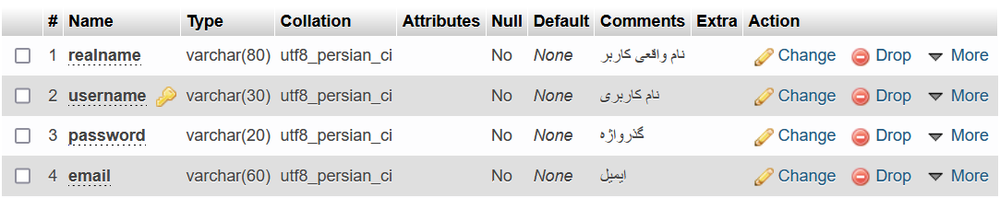 # Name Type Collation Attributes Null Default Comments Extra Action
1 realname varchar(80) utf8_persian_ci No None نام واقعی کاربر Change Drop More
2 username varchar(30) utf8_persian_ci No None نام کاربری Change Drop More
3 password varchar(20) utf8_persian_ci No None گذرواژه Change Drop More
4 email varchar(60) utf8_persian_ci No None ایمیل Change Drop More